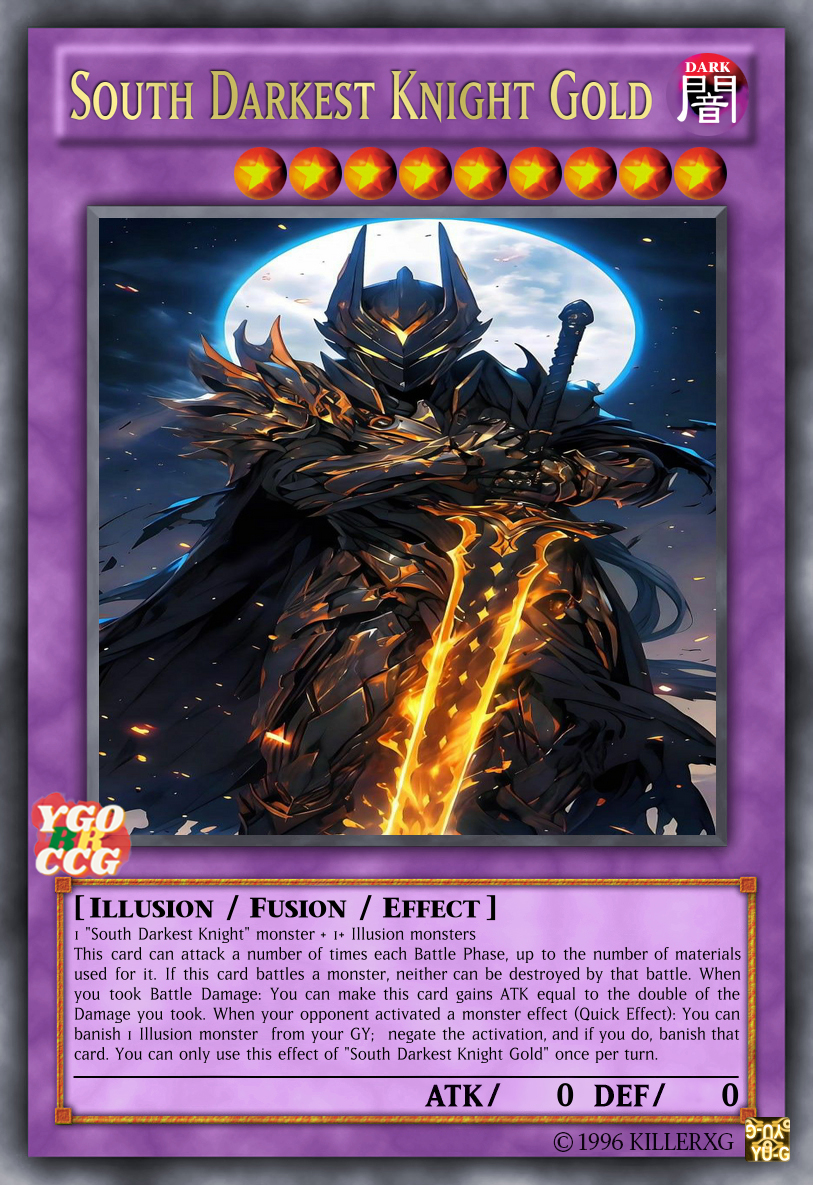 South Darkest Knight Gold
DARK
闇
YGO
BR
CCG
[ Illusion / Fusion / Effect ]
1 "South Darkest Knight" monster + 1+ Illusion monsters
This card can attack a number of times each Battle Phase, up to the number of materials
used for it. If this card battles a monster, neither can be destroyed by that battle. When
you took Battle Damage: You can make this card gains ATK equal to the double of the
Damage you took. When your opponent activated a monster effect (Quick Effect): You can
banish 1 Illusion monster from your GY; negate the activation, and if you do, banish that
card. You can only use this effect of "South Darkest Knight Gold" once per turn.
ATK/ 0 DEF/ 0
© 1996 KILLERXG